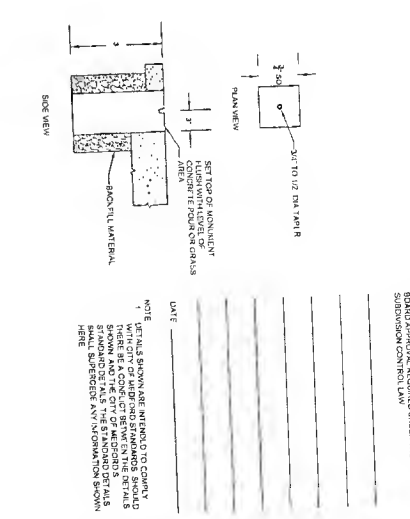 BOARD APPROVAL REQUIRED UNDER
SUBDIVISION CONTROL LAW
DATE
NOTE
1 DETAILS SHOWN ARE INTENDED TO COMPLY
WITH CITY OF MEDFORD STANDARDS SHOULD
THERE BE A CONFLICT BETWEEN THE DETAILS
SHOWN AND THE CITY OF MEDFORD S
STANDARD DETAILS THE STANDARD DETAILS
SHALL SUPERCEDE ANY INFORMATION SHOWN
HERE
3/4" TO 1/2 DIA TAPER
PLAN VIEW
SET TOP OF MONUMENT
FLUSH WITH LEVEL OF
CONCRETE POUR OR GRASS
AREA
3"
3
BACKFILL MATERIAL
SIDE VIEW